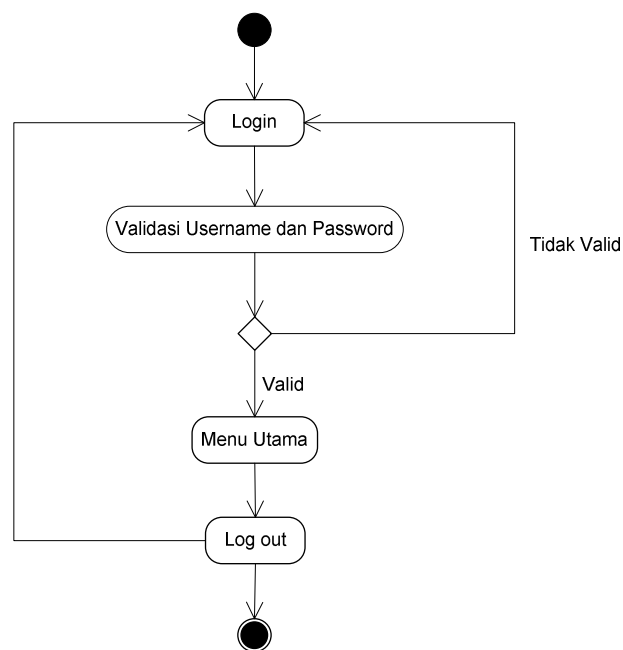 Login
Validasi Username dan Password
Tidak Valid
Valid
Menu Utama
Log out